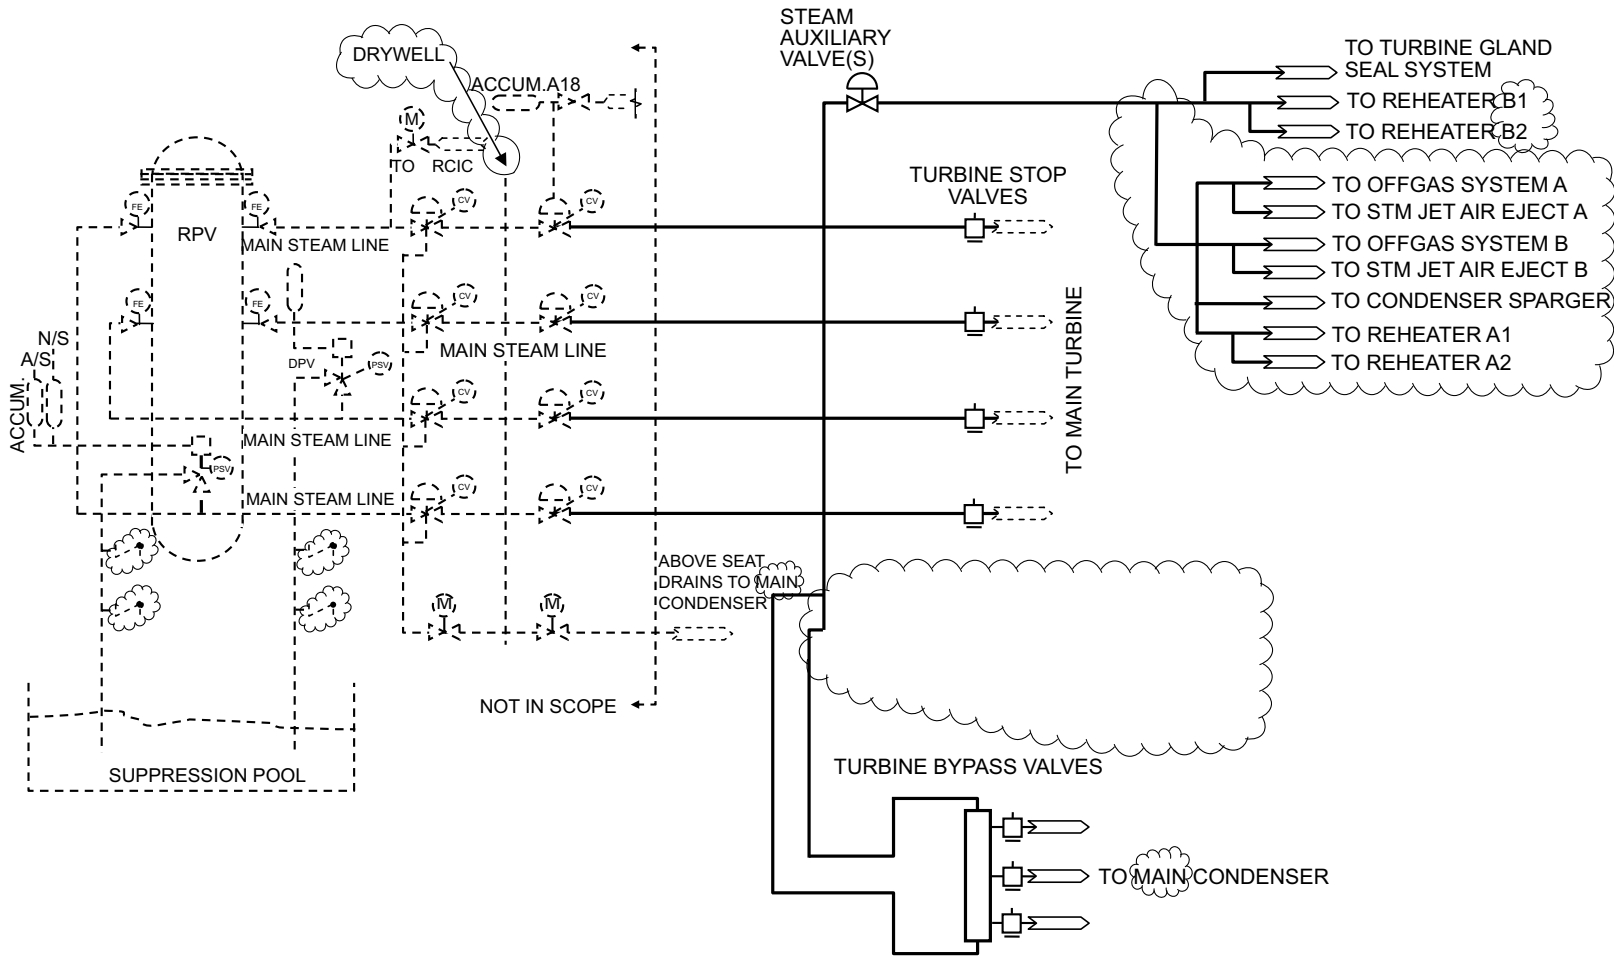 STEAM
AUXILIARY
VALVE(S)
DRYWELL
ACCUM.A18
TO TURBINE GLAND
SEAL SYSTEM
TO REHEATER B1
TO REHEATER B2
M
TO RCIC
TURBINE STOP
VALVES
TO OFFGAS SYSTEM A
TO STM JET AIR EJECT A
TO OFFGAS SYSTEM B
TO STM JET AIR EJECT B
TO CONDENSER SPARGER
TO REHEATER A1
TO REHEATER A2
FE
FE
CV
CV
RPV
MAIN STEAM LINE
FE
FE
CV
CV
N/S
A/S
ACCUM.
MAIN STEAM LINE
DPV
PSV
TO MAIN TURBINE
CV
CV
MAIN STEAM LINE
PSV
MAIN STEAM LINE
CV
CV
ABOVE SEAT
DRAINS TO MAIN
CONDENSER
M
M
NOT IN SCOPE
SUPPRESSION POOL
TURBINE BYPASS VALVES
TO MAIN CONDENSER